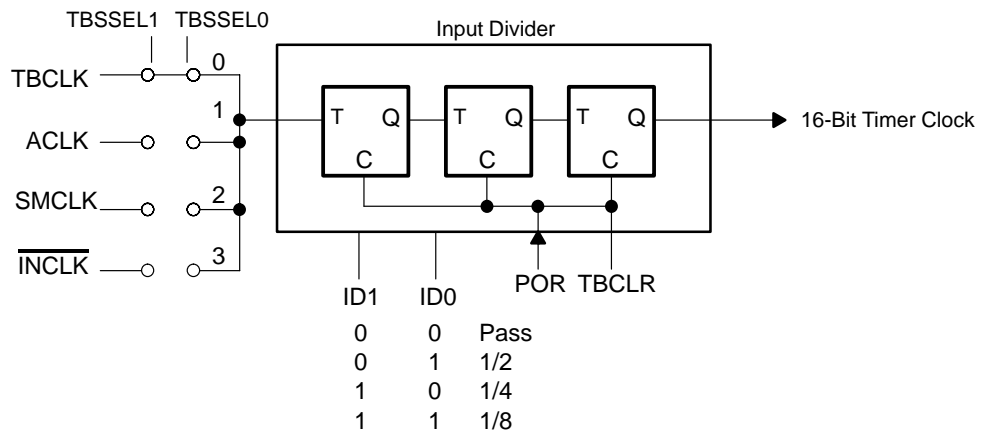 TBSSEL1 TBSSEL0
Input Divider
TBCLK 0
1
ACLK
SMCLK 2
INCLK 3
T Q T Q T Q
C C C
16-Bit Timer Clock
ID1 ID0 POR TBCLR
0 0 Pass
0 1 1/2
1 0 1/4
1 1 1/8